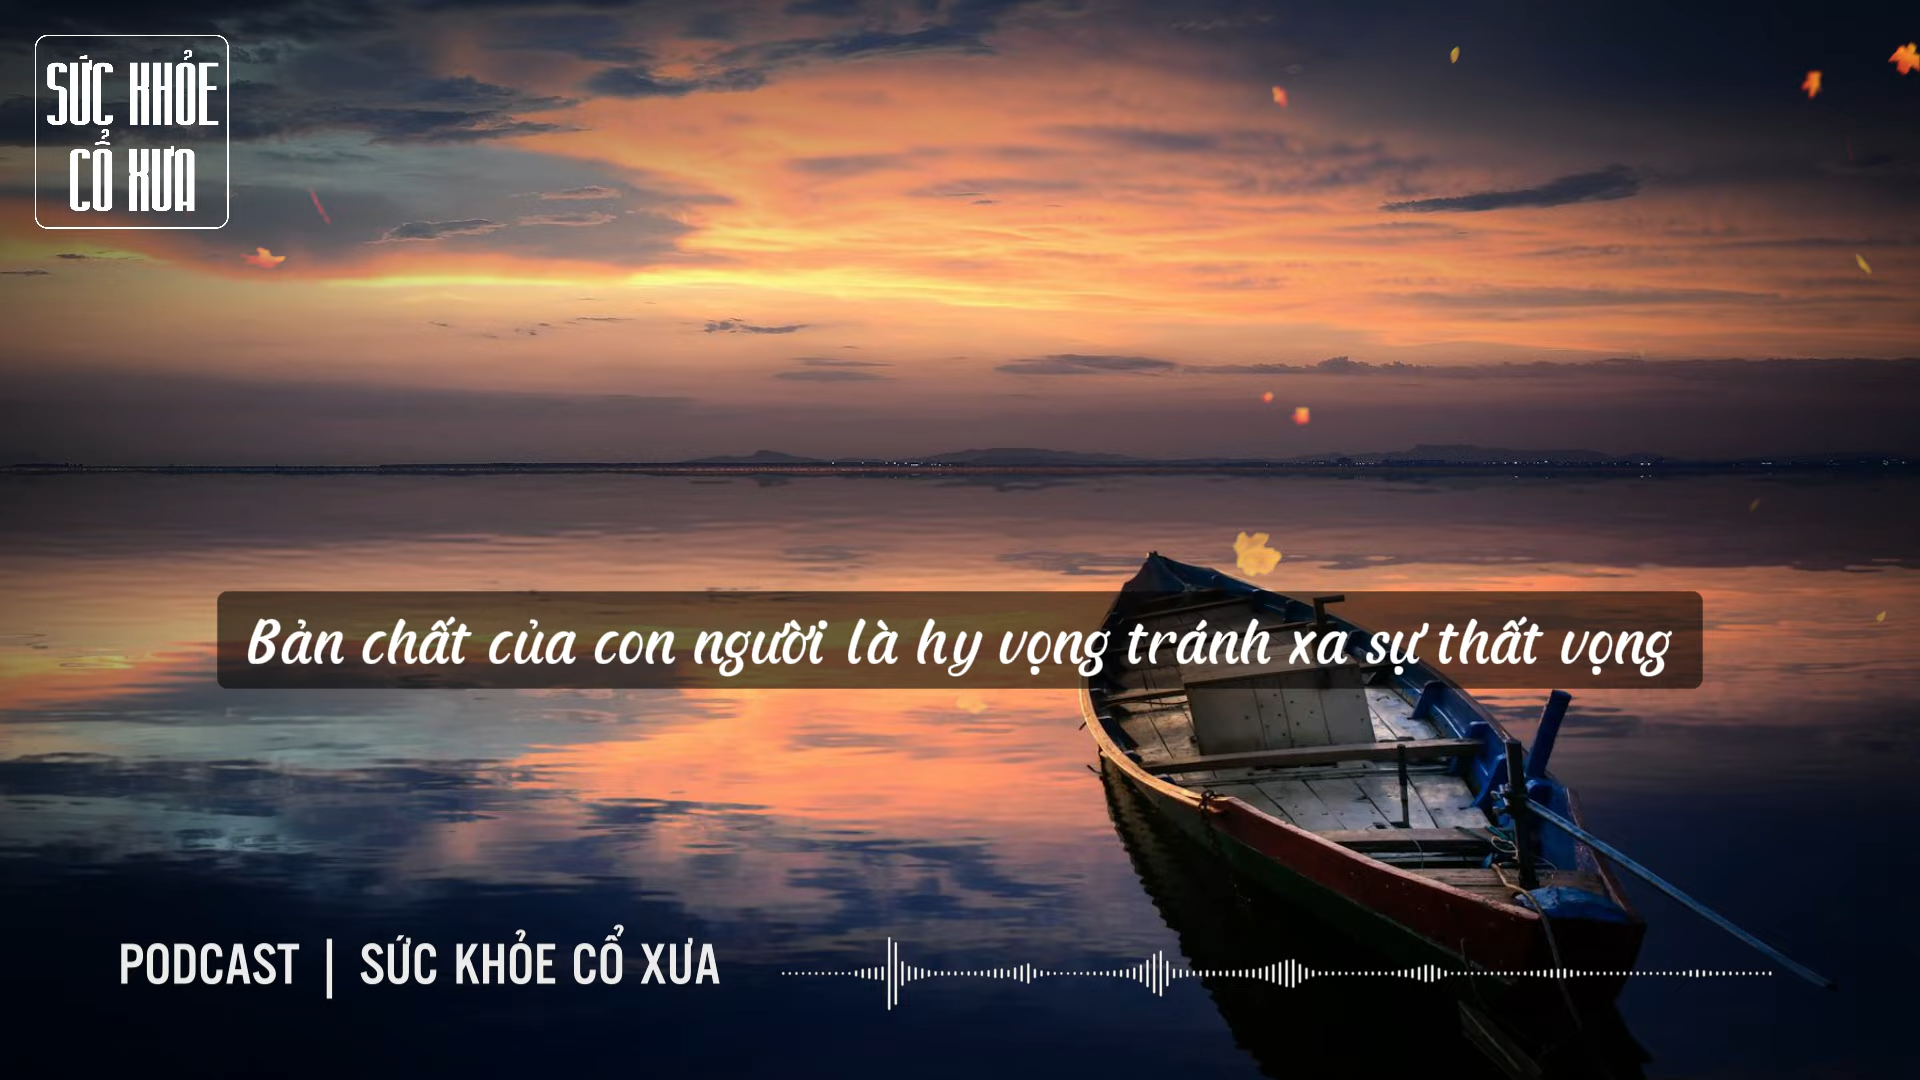 SỨC KHỎE
CỔ XƯA
Bản chất của con người là hy vọng tránh xa sự thất vọng
PODCAST | SỨC KHỎE CỔ XƯA